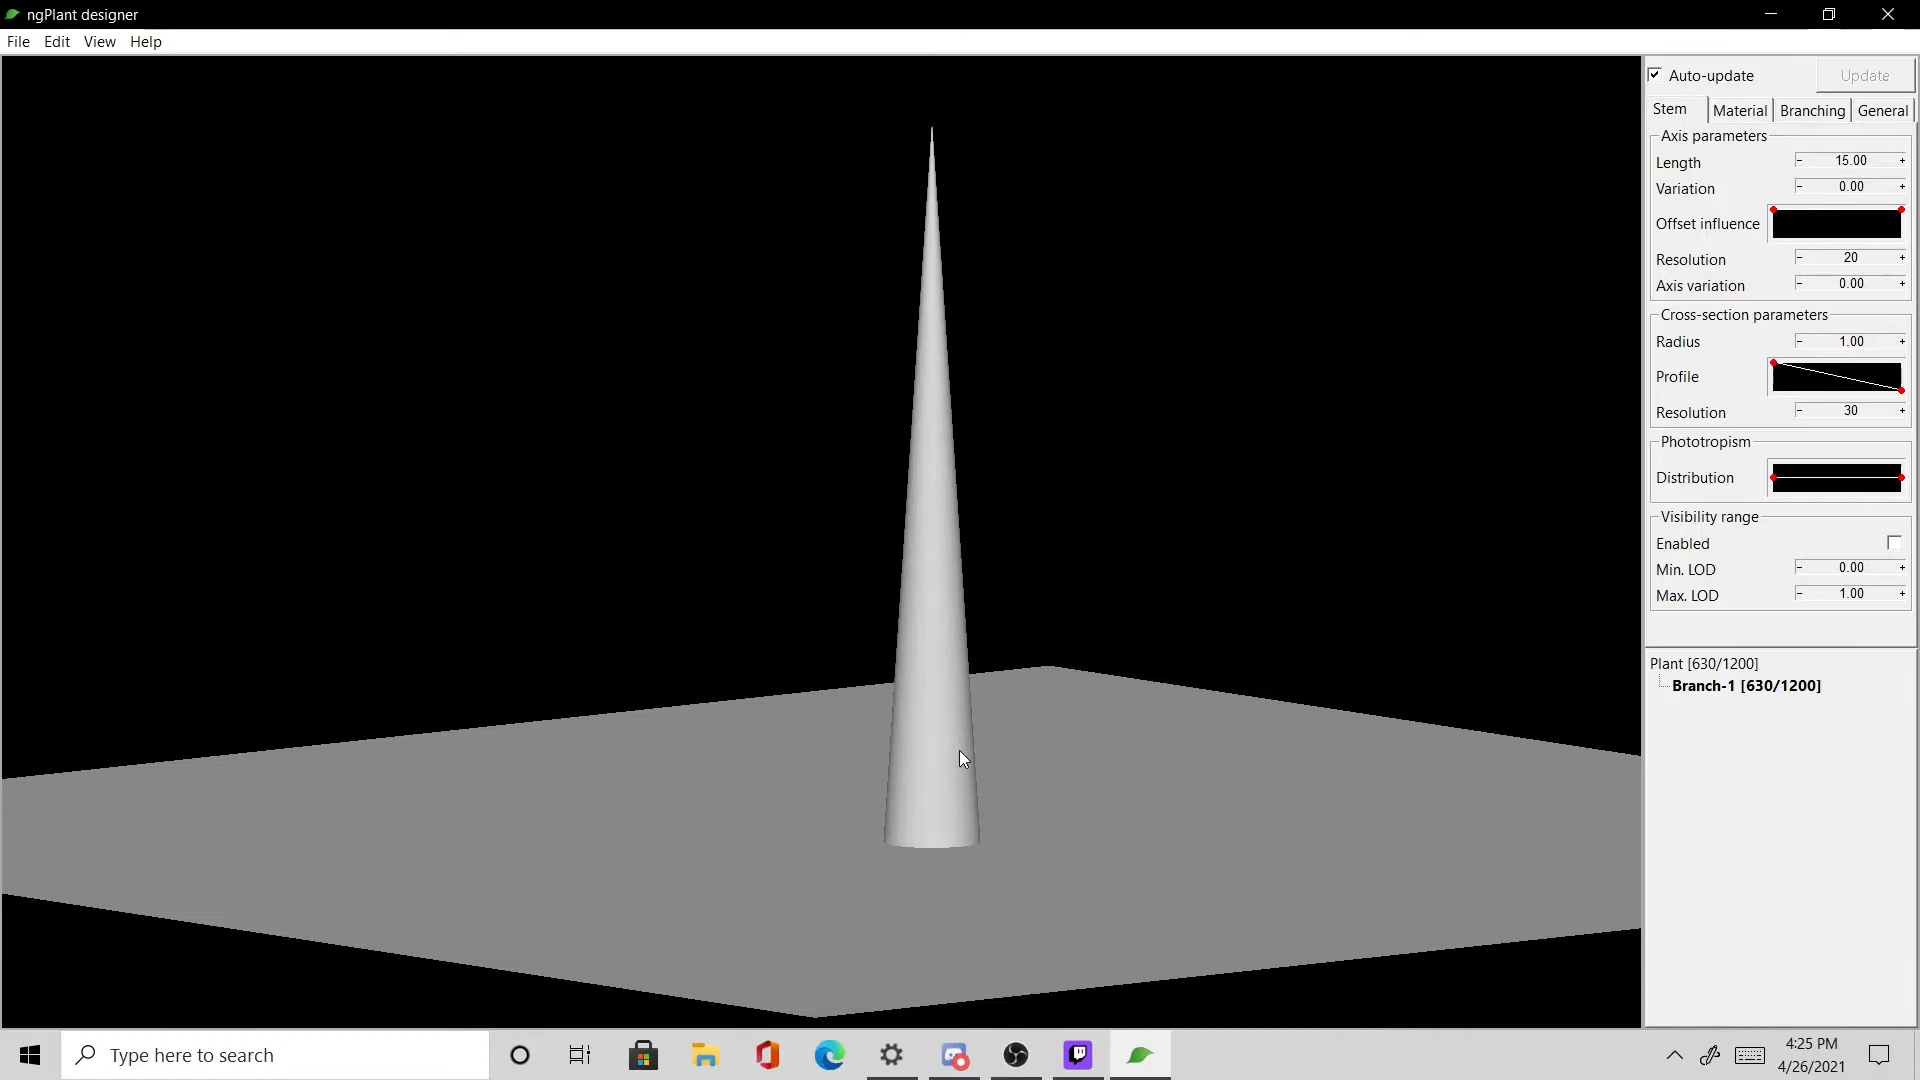 ngPlant designer
File Edit View Help
Auto-update Update
Stem Material Branching General
Axis parameters
Length - 15.00 +
Variation - 0.00 +
Offset influence
Resolution - 20 +
Axis variation - 0.00 +
Cross-section parameters
Radius - 1.00 +
Profile
Resolution - 30 +
Phototropism
Distribution
Visibility range
Enabled
Min. LOD - 0.00 +
Max. LOD - 1.00 +
Plant [630/1200]
Branch-1 [630/1200]
Type here to search
4:25 PM
4/26/2021